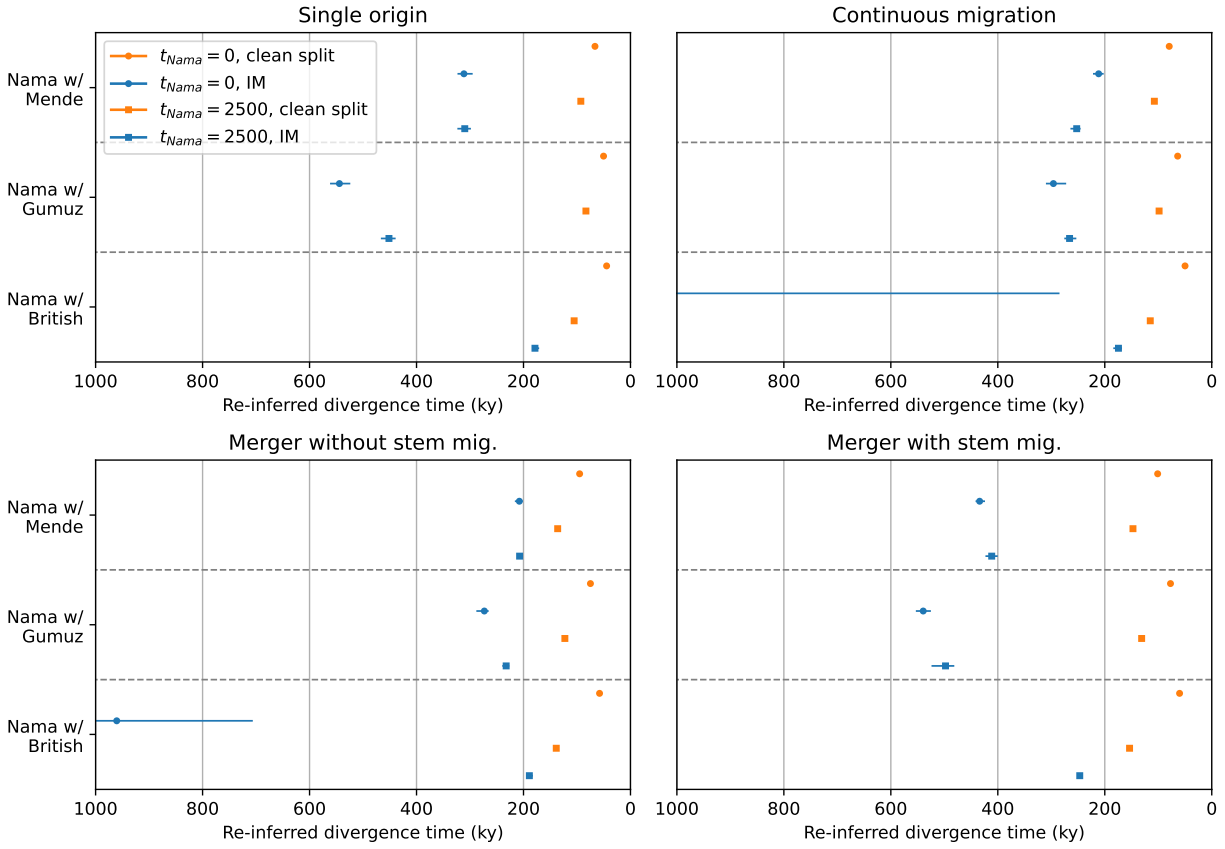 Single origin
t_Nama = 0, clean split
t_Nama = 0, IM
t_Nama = 2500, clean split
t_Nama = 2500, IM
Nama w/
Mende
Nama w/
Gumuz
Nama w/
British
1000 800 600 400 200 0
Re-inferred divergence time (ky)
Continuous migration
1000 800 600 400 200 0
Re-inferred divergence time (ky)
Merger without stem mig.
Nama w/
Mende
Nama w/
Gumuz
Nama w/
British
1000 800 600 400 200 0
Re-inferred divergence time (ky)
Merger with stem mig.
1000 800 600 400 200 0
Re-inferred divergence time (ky)